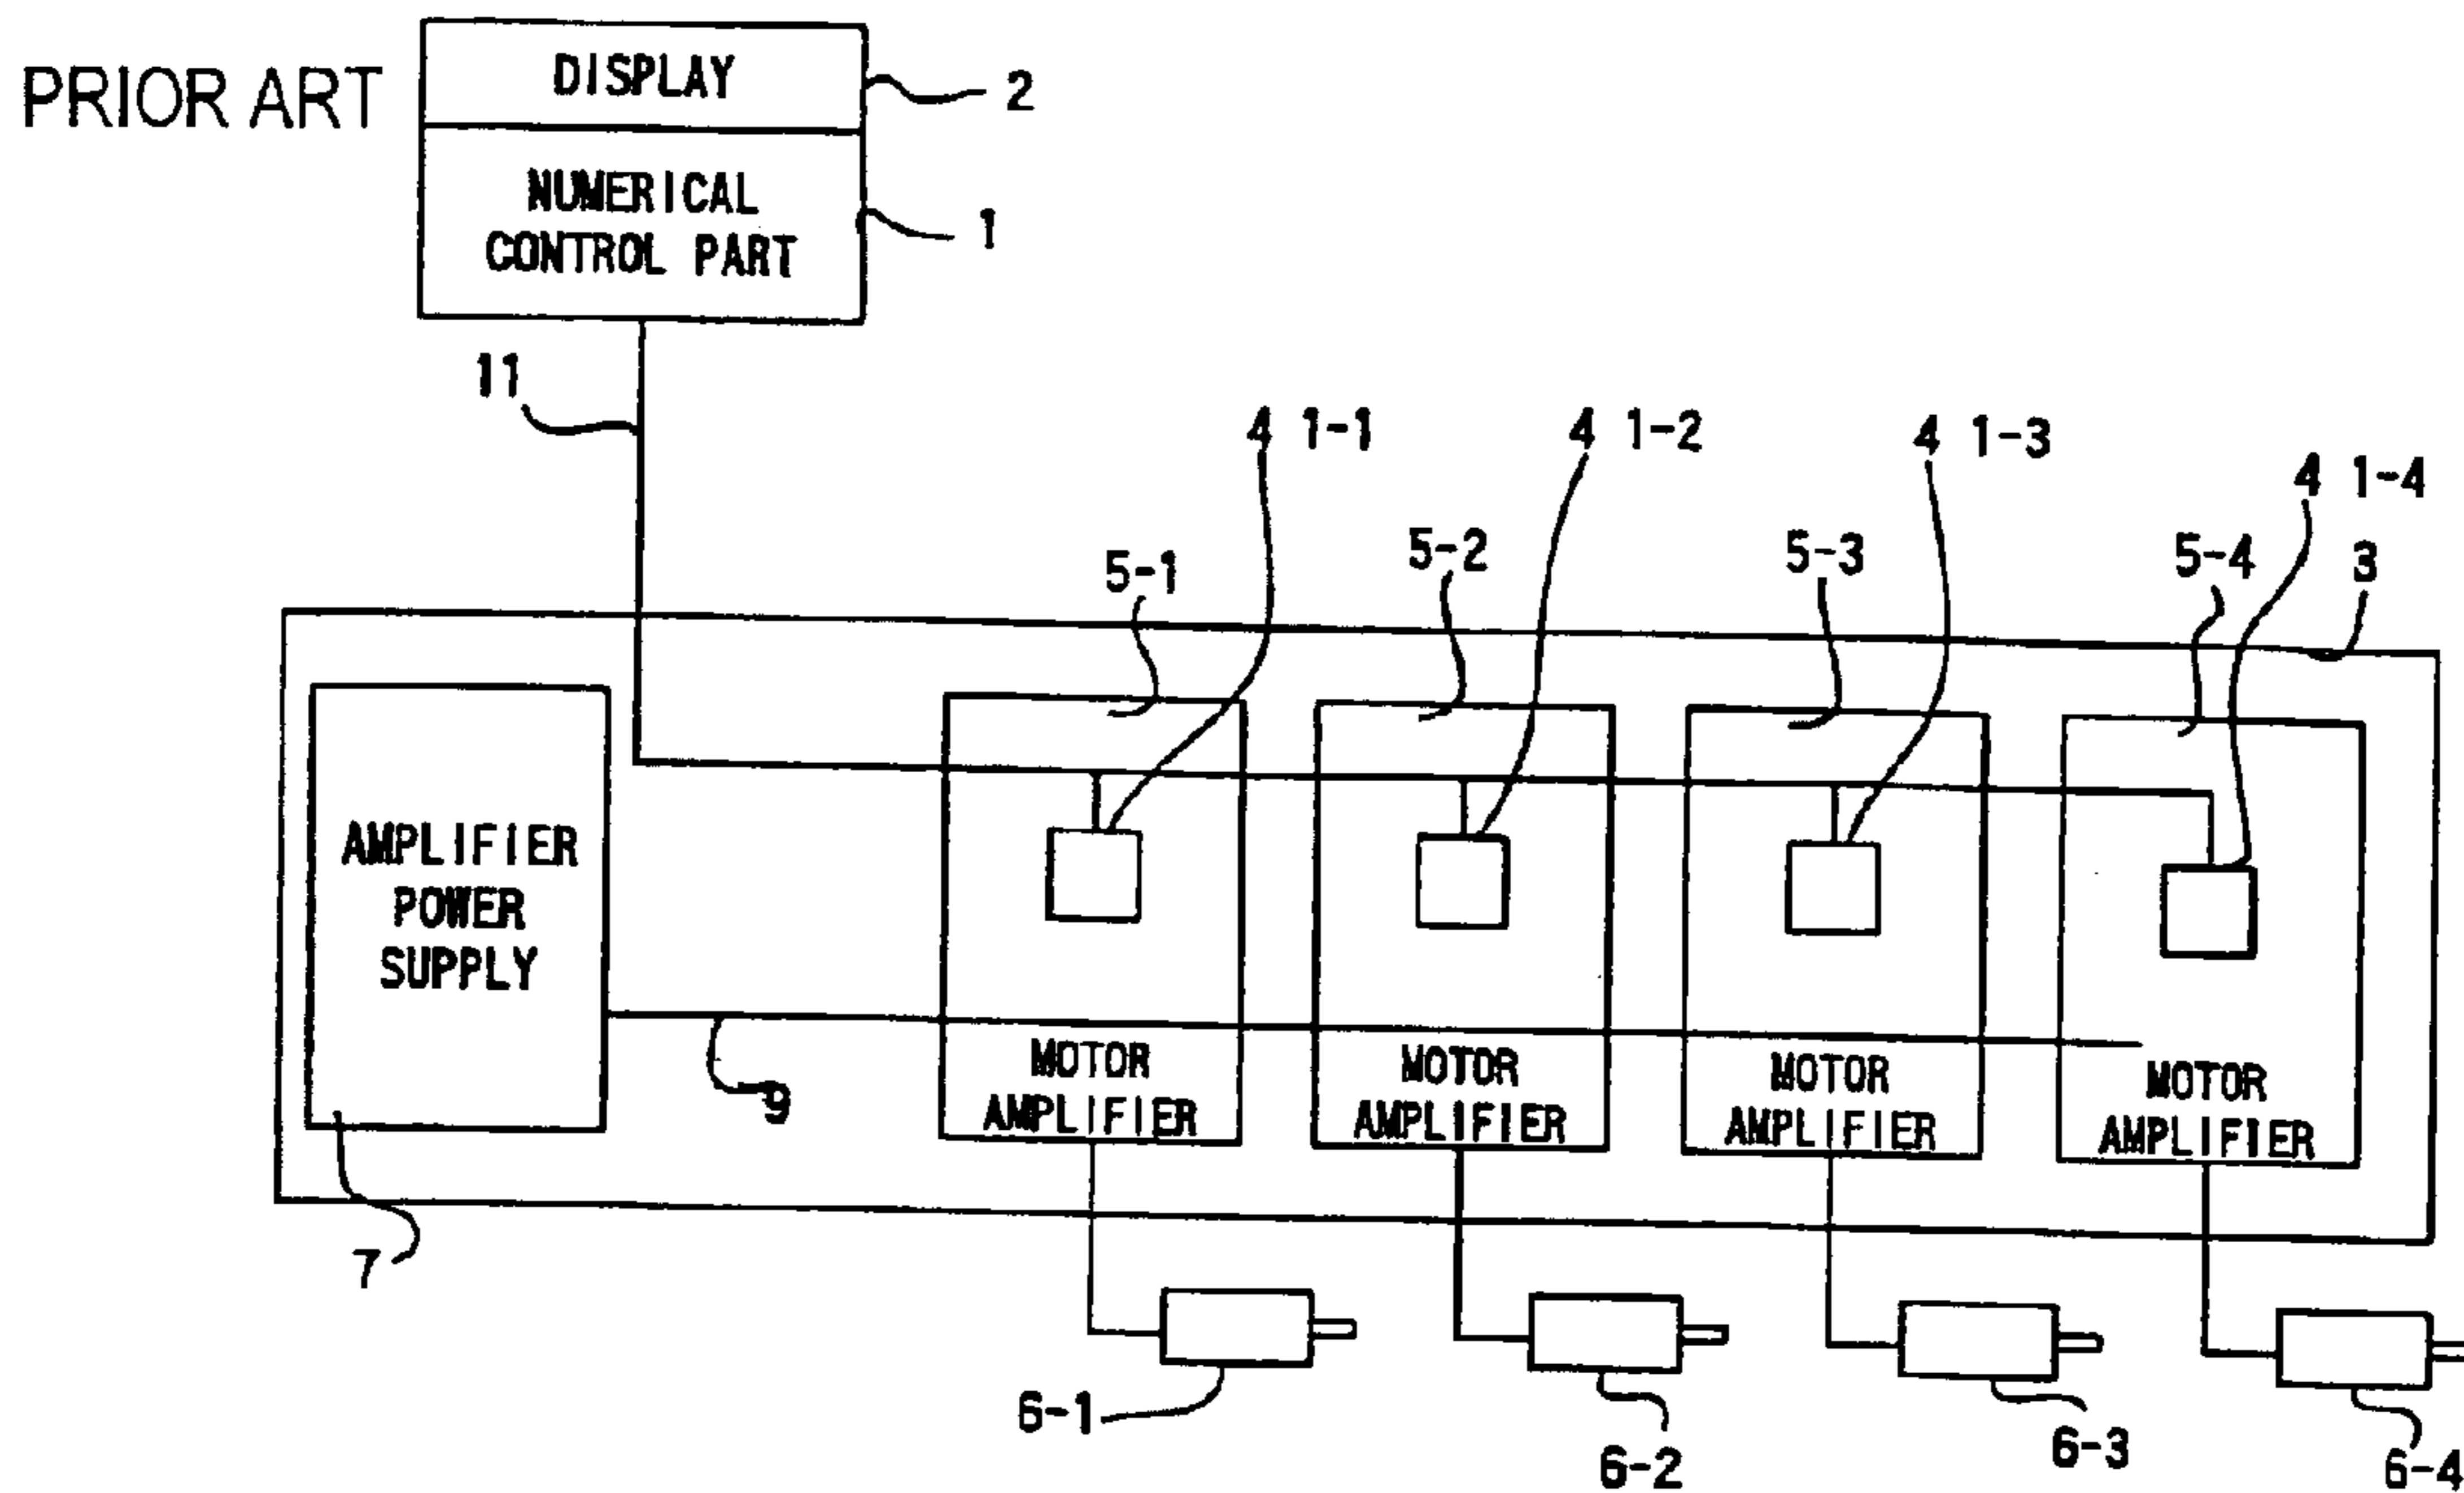 PRIOR ART
DISPLAY
2
NUMERICAL
CONTROL PART
1
11
4 1-1
4 1-2
4 1-3
4 1-4
5-1
5-2
5-3
5-4
3
AMPLIFIER
POWER
SUPPLY
9
MOTOR
AMPLIFIER
MOTOR
AMPLIFIER
MOTOR
AMPLIFIER
MOTOR
AMPLIFIER
7
6-1
6-2
6-3
6-4